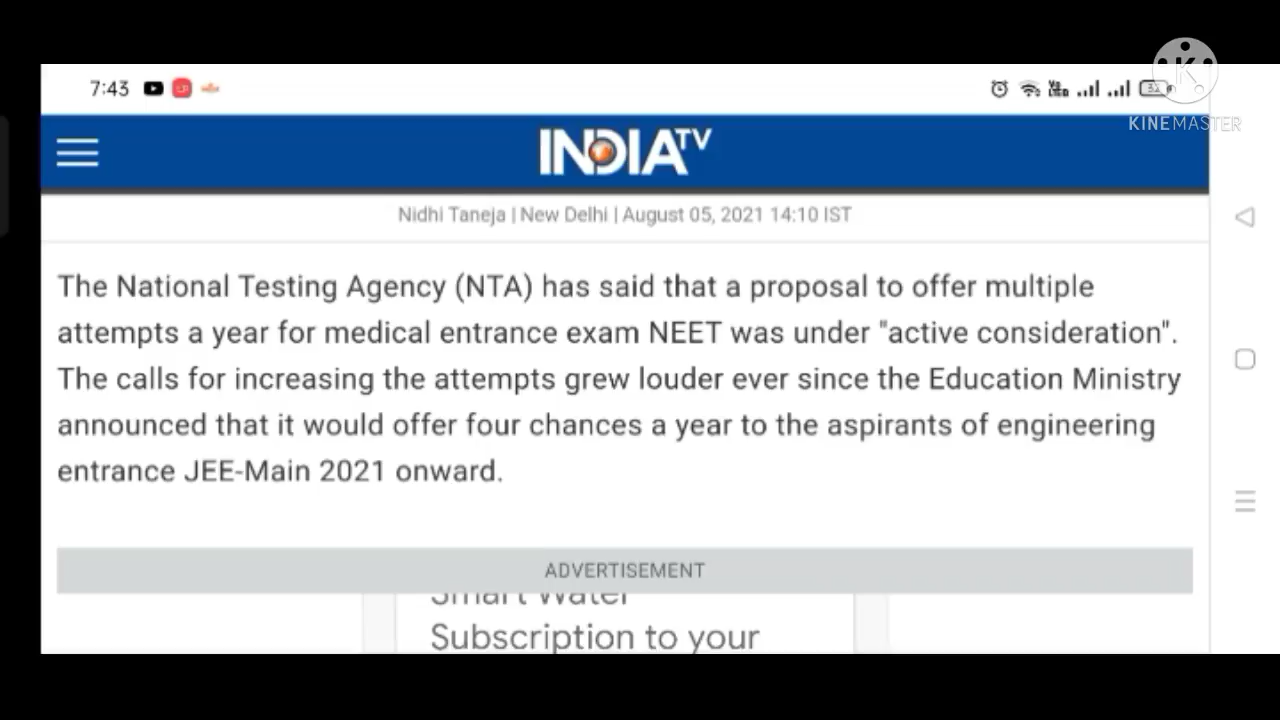 7:43
KINEMASTER
INDIA TV
Nidhi Taneja | New Delhi | August 05, 2021 14:10 IST
The National Testing Agency (NTA) has said that a proposal to offer multiple
attempts a year for medical entrance exam NEET was under "active consideration".
The calls for increasing the attempts grew louder ever since the Education Ministry
announced that it would offer four chances a year to the aspirants of engineering
entrance JEE-Main 2021 onward.
ADVERTISEMENT
Smart Water
Subscription to your